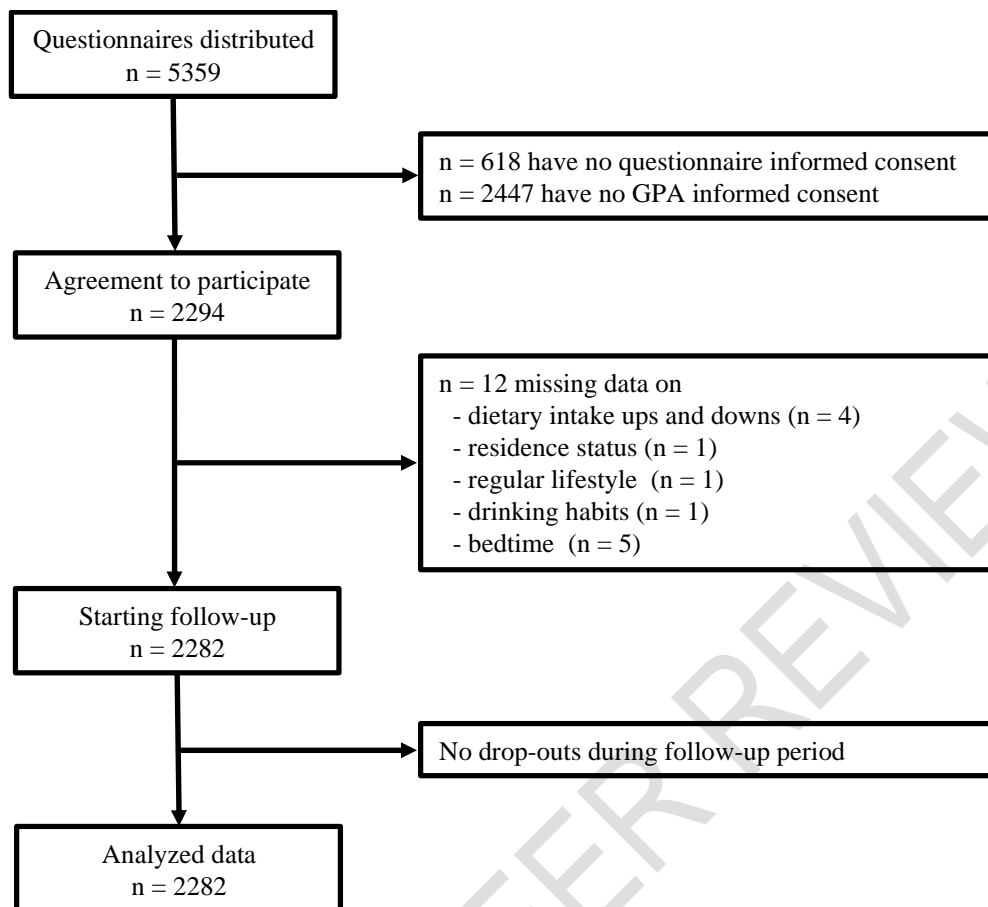 Questionnaires distributed
n = 5359
n = 618 have no questionnaire informed consent
n = 2447 have no GPA informed consent
Agreement to participate
n = 2294
n = 12 missing data on
- dietary intake ups and downs (n = 4)
- residence status (n = 1)
- regular lifestyle (n = 1)
- drinking habits (n = 1)
- bedtime (n = 5)
Starting follow-up
n = 2282
No drop-outs during follow-up period
Analyzed data
n = 2282
ER REVIEW